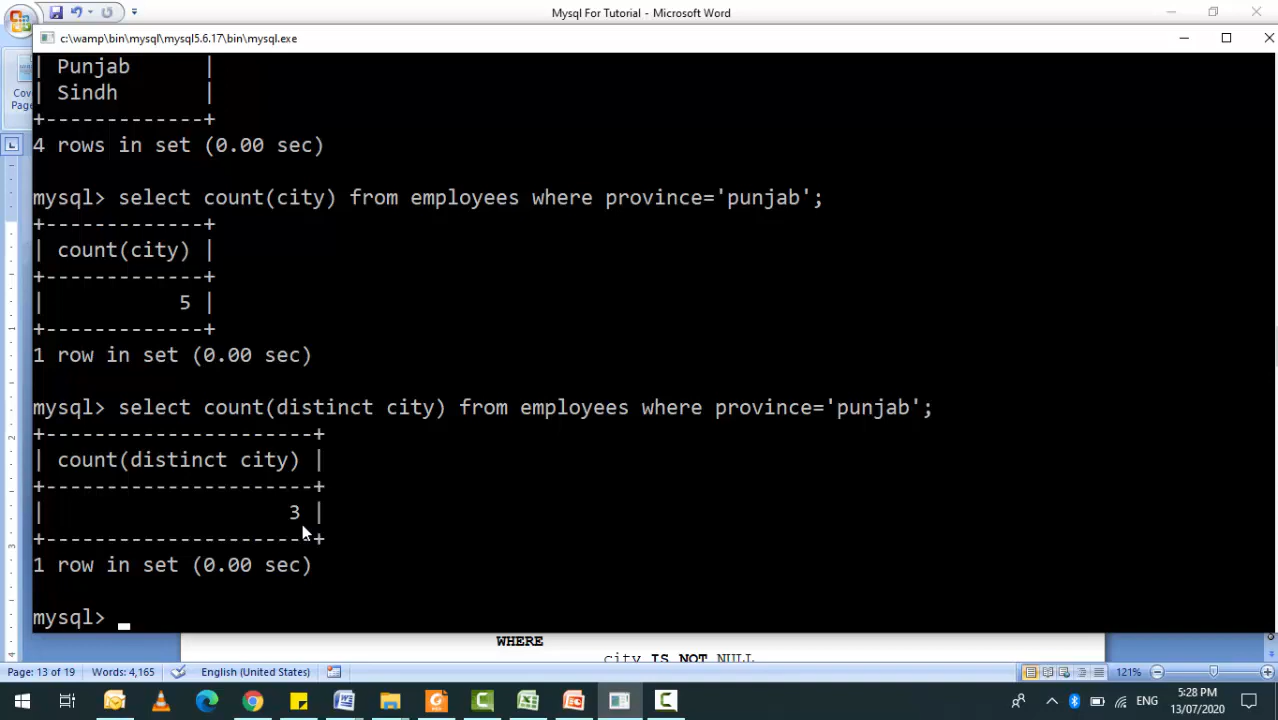 Mysql For Tutorial - Microsoft Word
c:\wamp\bin\mysql\mysql5.6.17\bin\mysql.exe
| Punjab      |
| Sindh       |
+-------------+
4 rows in set (0.00 sec)
mysql> select count(city) from employees where province='punjab';
+-------------+
| count(city) |
+-------------+
|           5 |
+-------------+
1 row in set (0.00 sec)
mysql> select count(distinct city) from employees where province='punjab';
+----------------------+
| count(distinct city) |
+----------------------+
|                    3 |
+----------------------+
1 row in set (0.00 sec)
mysql>
WHERE
city IS NOT NULL
Page: 13 of 19 Words: 4,165 English (United States) 121%
ENG
5:28 PM
13/07/2020